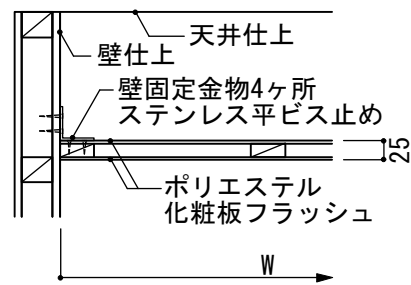 天井仕上
壁仕上
壁固定金物4ヶ所
ステンレス平ビス止め
25
ポリエステル
化粧板フラッシュ
W